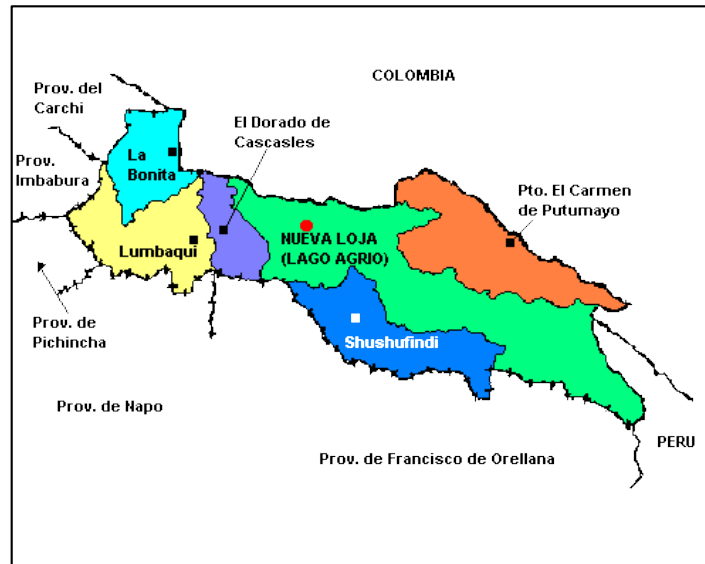 COLOMBIA
Prov. del
Carchi
El Dorado de
Cascasles
La
Bonita
Prov.
Imbabura
Pto. El Carmen
de Putumayo
NUEVA LOJA
(LAGO AGRIO)
Lumbaqui
Prov. de
Pichincha
Shushufindi
Prov. de Napo
PERU
Prov. de Francisco de Orellana